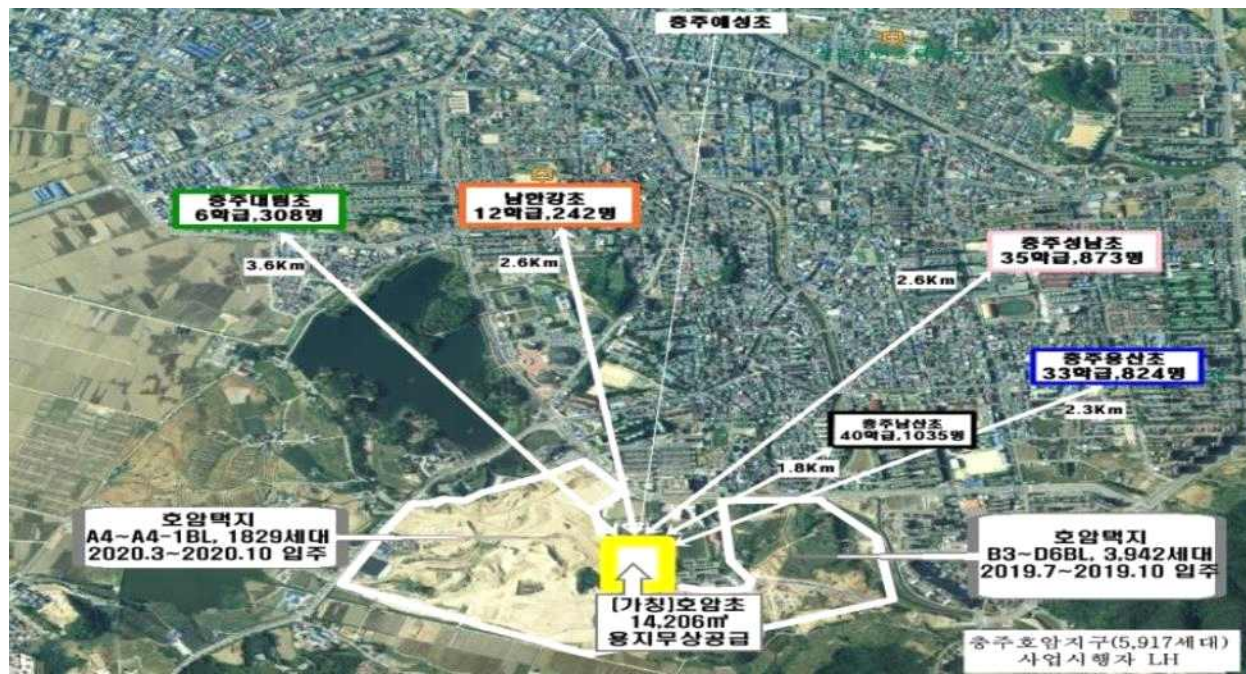 충주예성초
충주대림초
6학급,308명
남한강초
12학급,242명
충주성남초
35학급,873명
3.6Km
2.6Km
2.6Km
충주용산초
33학급,824명
2.3Km
충주남산초
40학급,1035명
1.8Km
호암택지
A4~A4-1BL, 1829세대
2020.3~2020.10 입주
호암택지
B3~D6BL, 3,942세대
2019.7~2019.10 입주
[가칭]호암초
14,206㎡
용지무상공급
충주호암지구(5,917세대)
사업시행자 LH